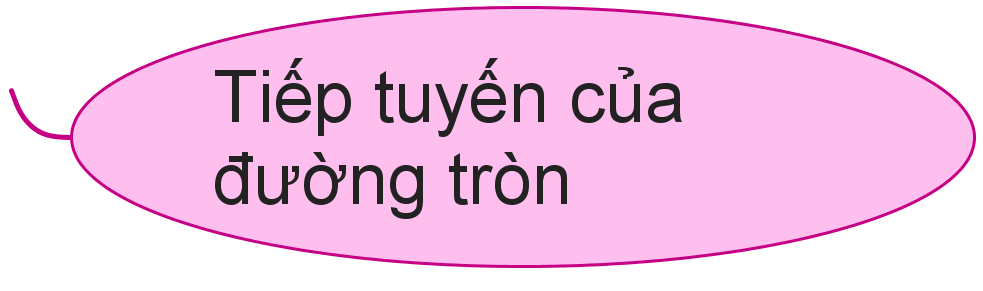 Tiếp tuyến của
đường tròn